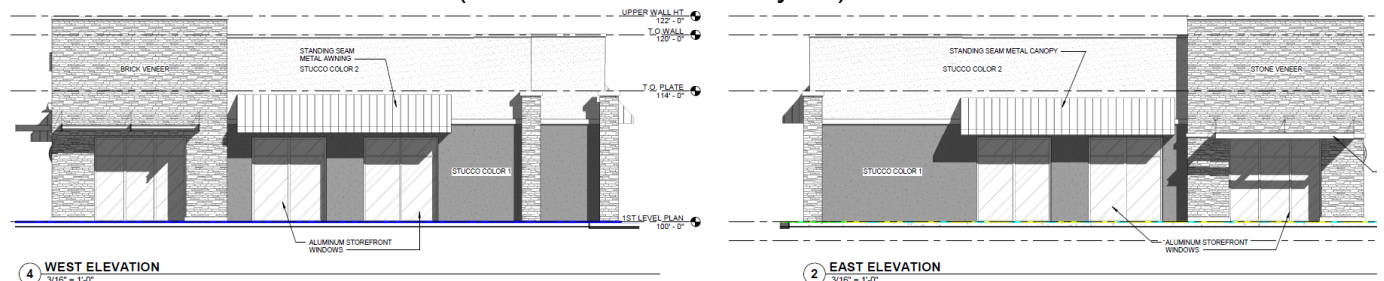 UPPER WALL HT
122' - 0"
T.O.WALL
120' - 0"
STANDING SEAM
METAL AWNING
BRICK VENEER
STUCCO COLOR 2
T.O. PLATE
114' - 0"
STUCCO COLOR 1
1ST LEVEL PLAN
100' - 0"
ALUMINUM STOREFRONT
WINDOWS
4 WEST ELEVATION
3/16" = 1'-0"
STANDING SEAM METAL CANOPY
STUCCO COLOR 2
STONE VENEER
STUCCO COLOR 1
ALUMINUM STOREFRONT
WINDOWS
2 EAST ELEVATION
3/16" = 1'-0"